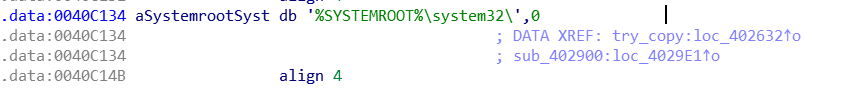 .data:0040C134 aSystemrootSyst db '%SYSTEMROOT%\system32\',0
.data:0040C134 ; DATA XREF: try_copy:loc_402632↑o
.data:0040C134 ; sub_402900:loc_4029E1↑o
.data:0040C14B align 4